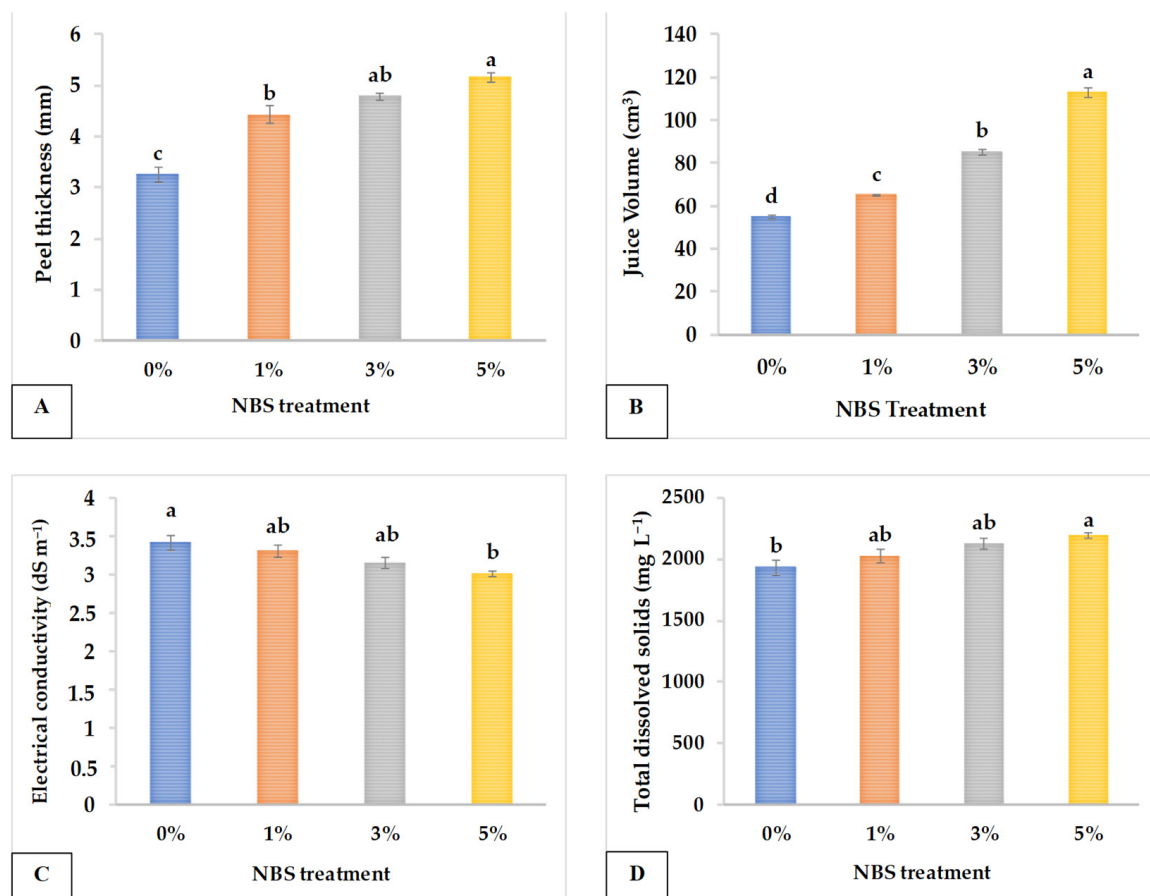 Peel thickness (mm)
6
5
4
3
2
1
0
c
b
ab
a
0% 1% 3% 5%
NBS treatment
A
Juice Volume (cm³)
140
120
100
80
60
40
20
0
d
c
b
a
0% 1% 3% 5%
NBS Treatment
B
Electrical conductivity (dS m⁻¹)
4
3.5
3
2.5
2
1.5
1
0.5
0
a
ab
ab
b
0% 1% 3% 5%
NBS treatment
C
Total dissolved solids (mg L⁻¹)
2500
2000
1500
1000
500
0
b
ab
ab
a
0% 1% 3% 5%
NBS treatment
D